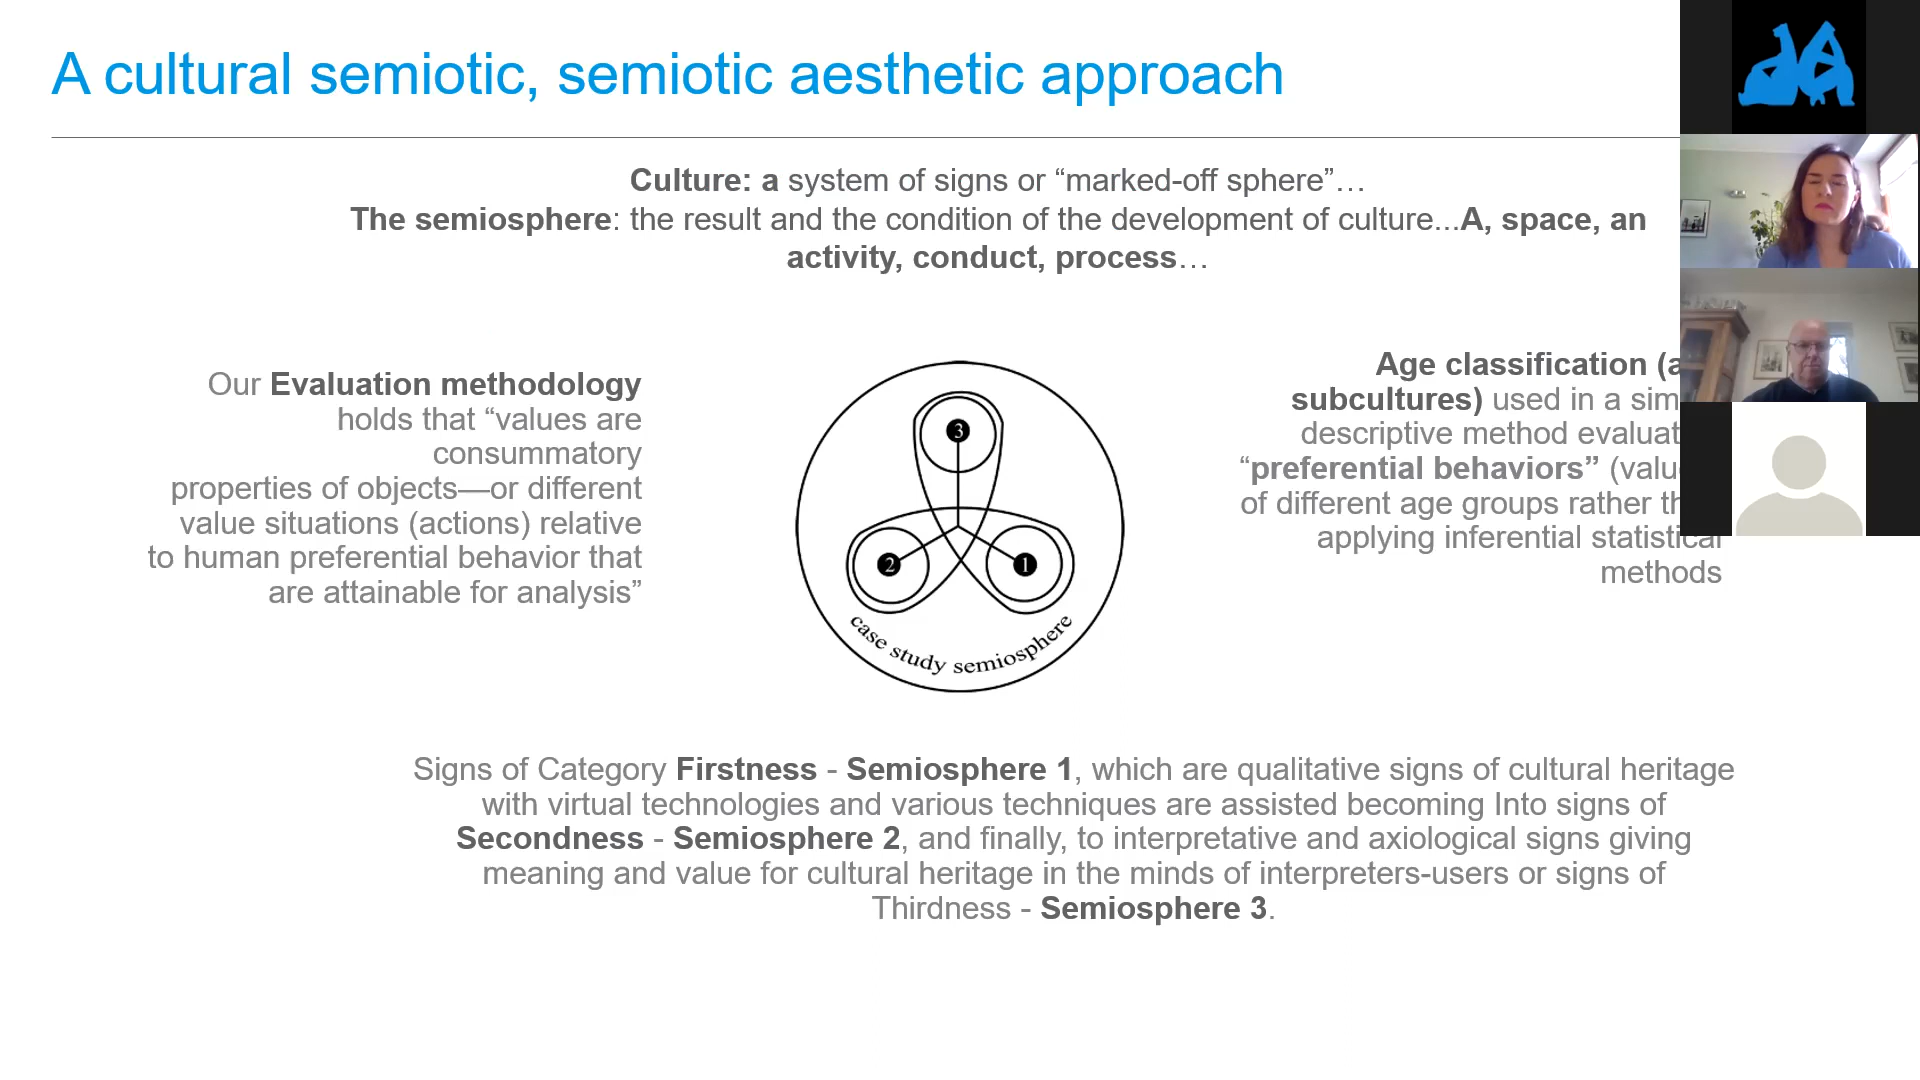 A cultural semiotic, semiotic aesthetic approach
Culture: a system of signs or “marked-off sphere”…
The semiosphere: the result and the condition of the development of culture...A, space, an
activity, conduct, process…
Our Evaluation methodology
holds that “values are
consummatory
properties of objects—or different
value situations (actions) relative
to human preferential behavior that
are attainable for analysis”
3
2
1
case study semiosphere
Age classification
subcultures) used in a
descriptive method
“preferential behaviors”
of different age groups rather
applying inferential statistical
methods
Signs of Category Firstness - Semiosphere 1, which are qualitative signs of cultural heritage
with virtual technologies and various techniques are assisted becoming Into signs of
Secondness - Semiosphere 2, and finally, to interpretative and axiological signs giving
meaning and value for cultural heritage in the minds of interpreters-users or signs of
Thirdness - Semiosphere 3.